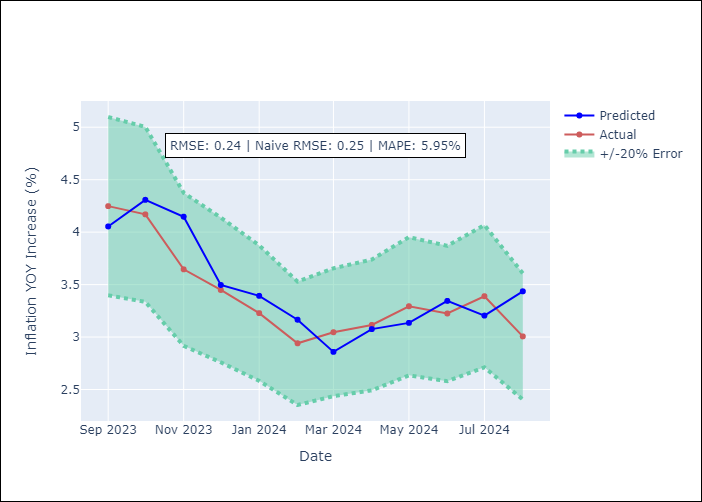 Predicted
Actual
+/-20% Error
RMSE: 0.24 | Naive RMSE: 0.25 | MAPE: 5.95%
Inflation YOY Increase (%)
5
4.5
4
3.5
3
2.5
Sep 2023 Nov 2023 Jan 2024 Mar 2024 May 2024 Jul 2024
Date